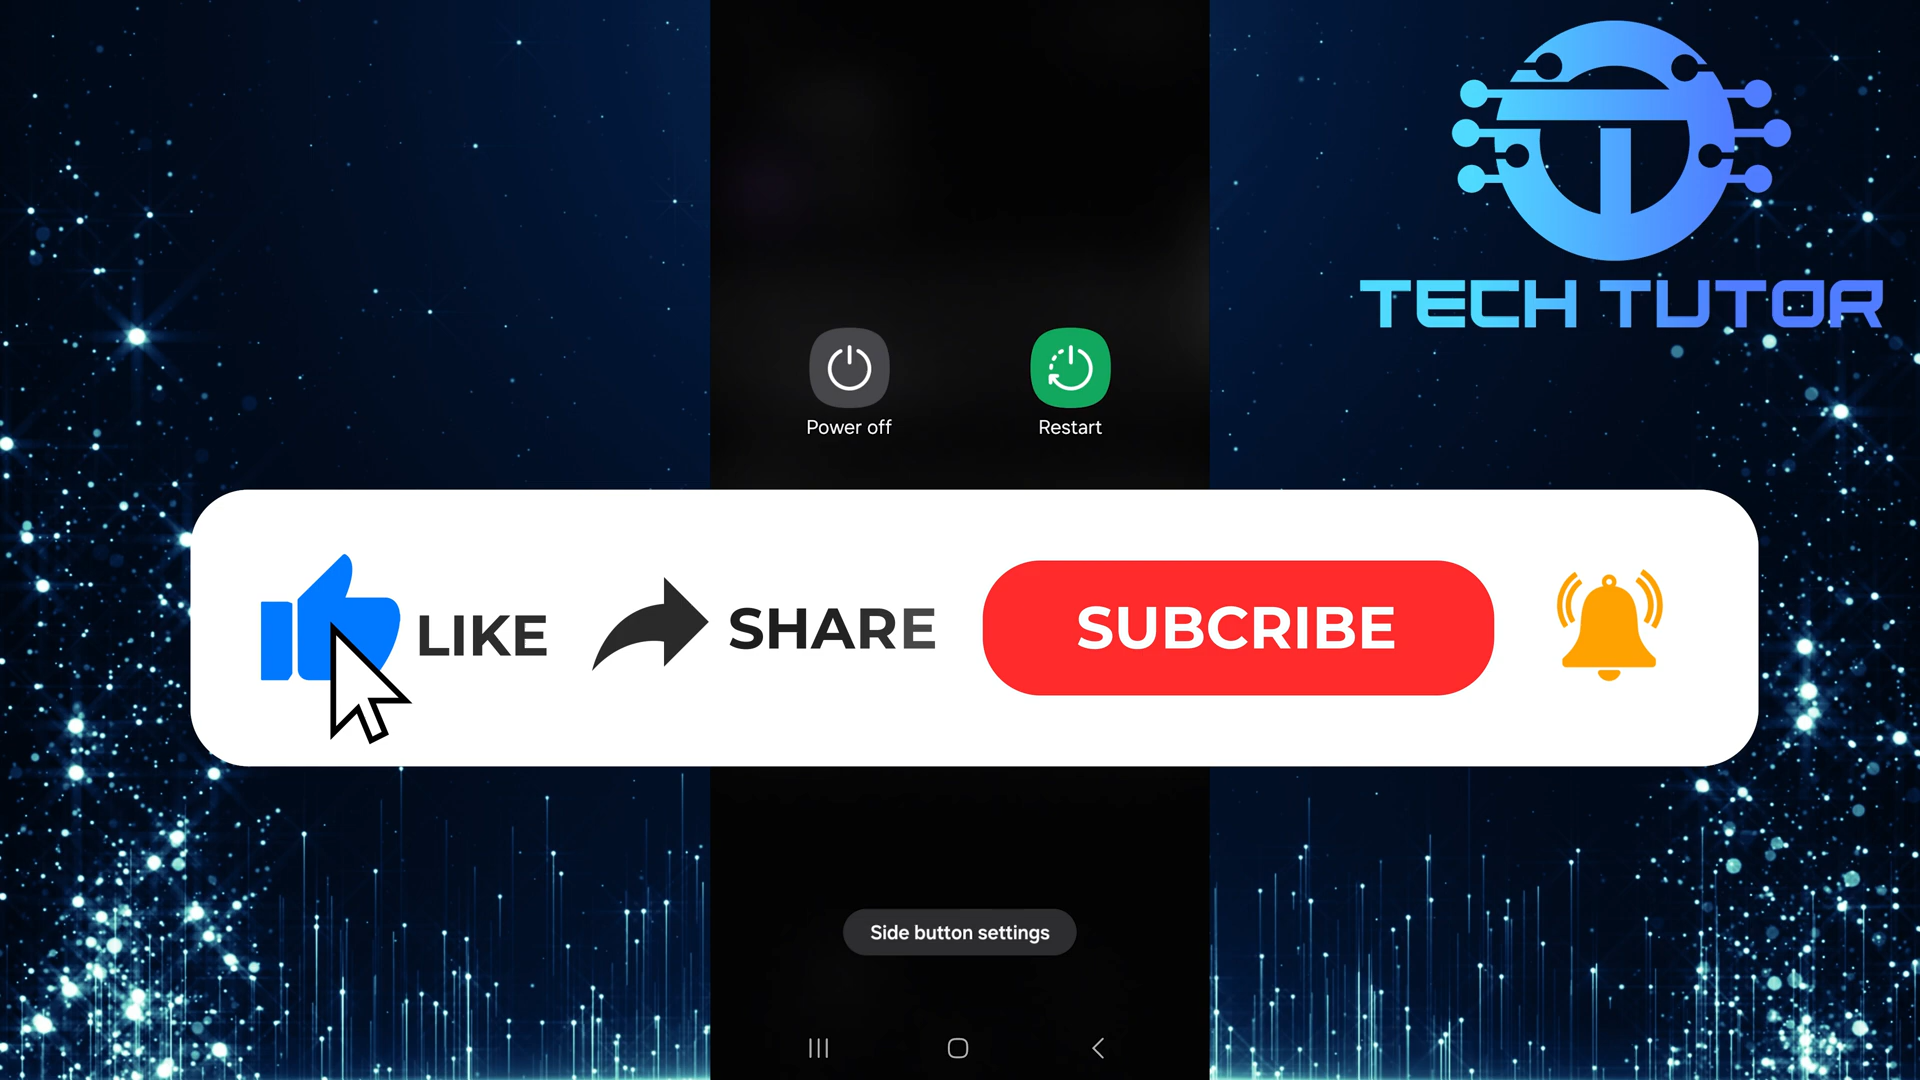 TECH TUTOR
Power off
Restart
LIKE
SHARE
SUBCRIBE
Side button settings